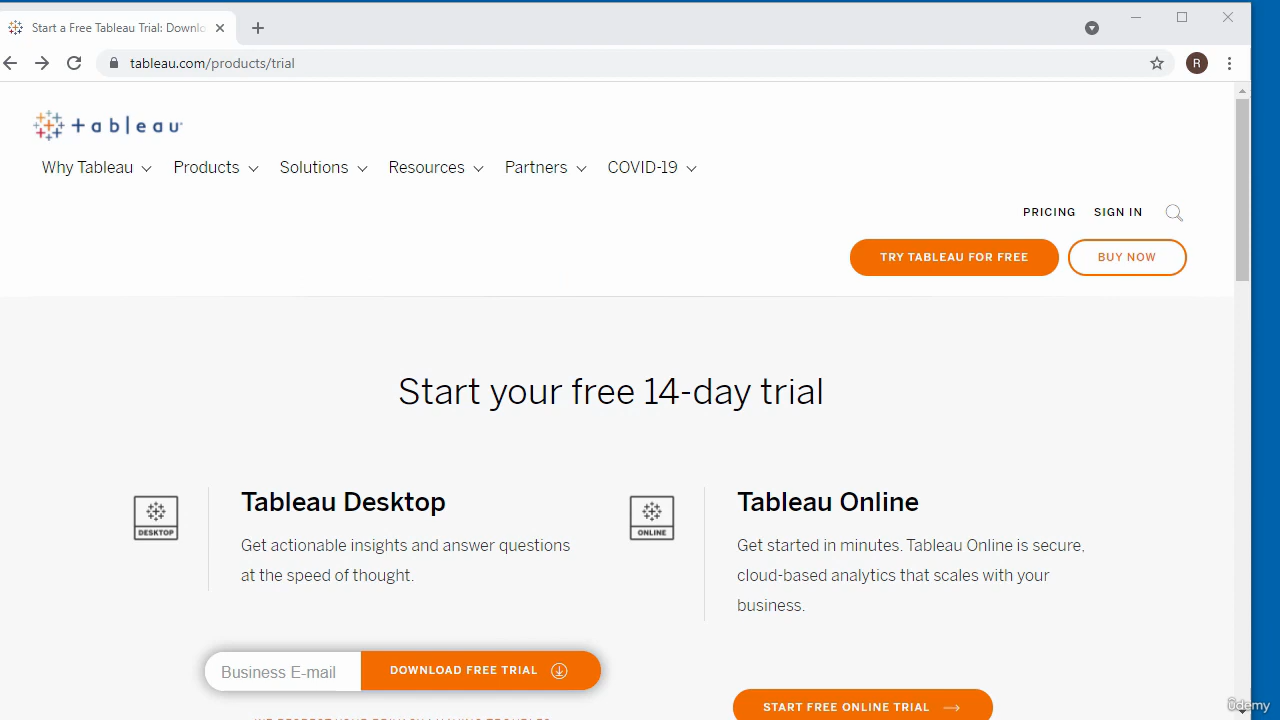 Start a Free Tableau Trial: Downlo
tableau.com/products/trial
R
+ableau
Why Tableau
Products
Solutions
Resources
Partners
COVID-19
PRICING
SIGN IN
TRY TABLEAU FOR FREE
BUY NOW
Start your free 14-day trial
DESKTOP
Tableau Desktop
Get actionable insights and answer questions
at the speed of thought.
Business E-mail
DOWNLOAD FREE TRIAL
ONLINE
Tableau Online
Get started in minutes. Tableau Online is secure,
cloud-based analytics that scales with your
business.
START FREE ONLINE TRIAL
ûdemy